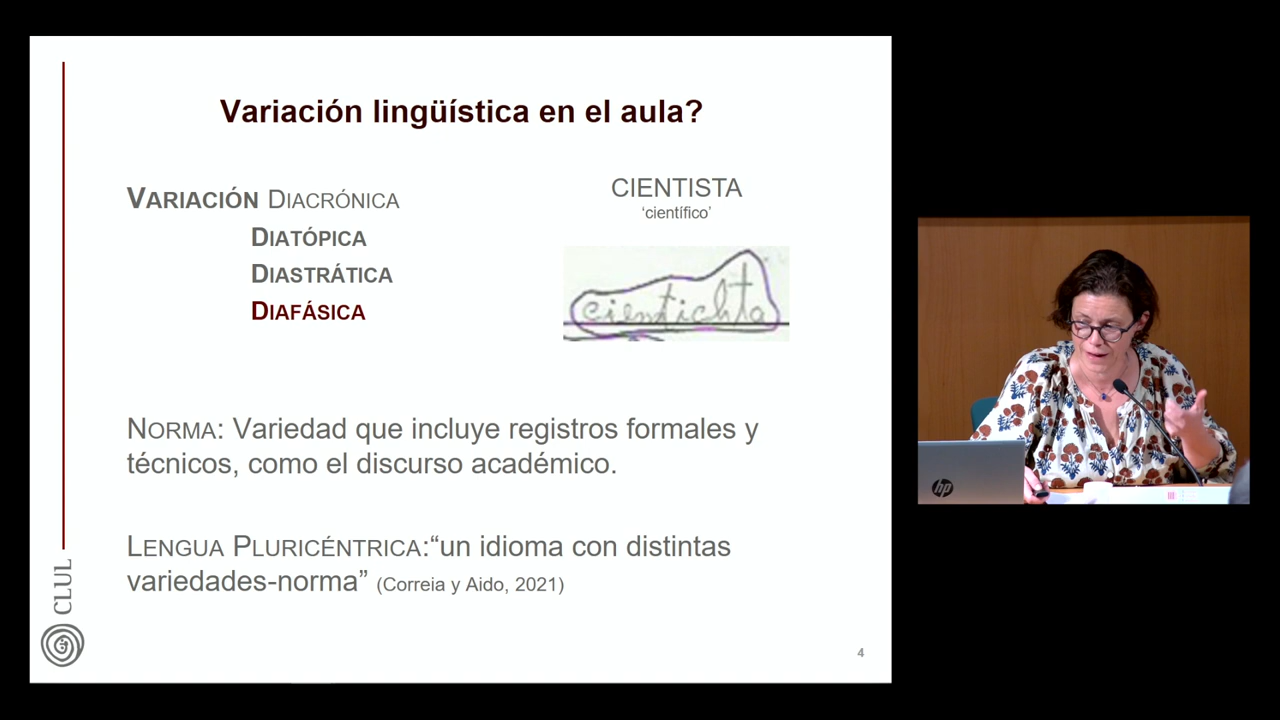 Variación lingüística en el aula?
VARIACIÓN DIACRÓNICA
DIATÓPICA
DIASTRÁTICA
DIAFÁSICA
CIENTISTA
‘científico’
cientichta
NORMA: Variedad que incluye registros formales y
técnicos, como el discurso académico.
LENGUA PLURICÉNTRICA:“un idioma con distintas
variedades-norma” (Correia y Aido, 2021)
CLUL
4
hp